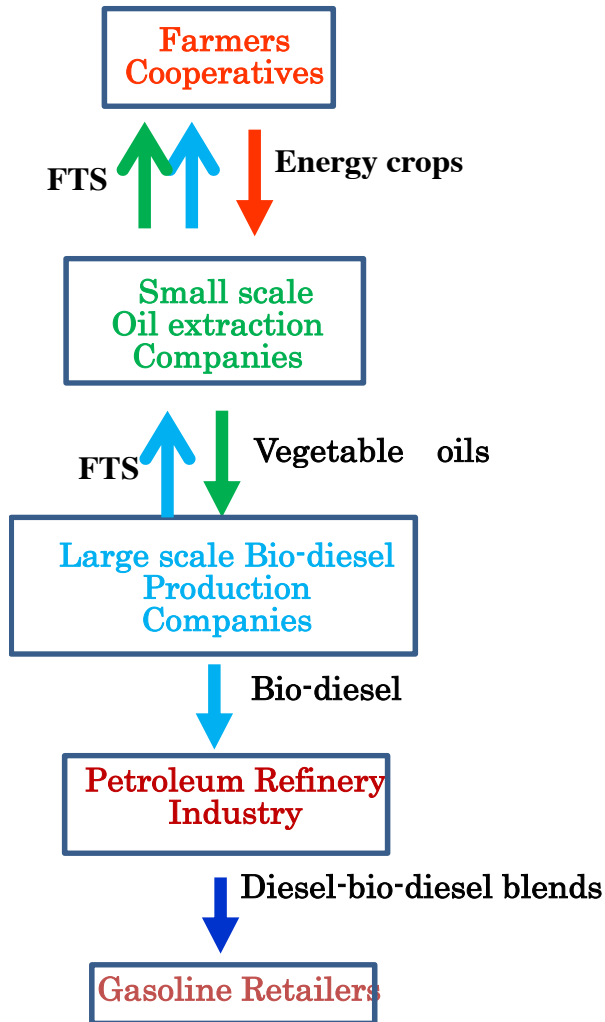 Farmers
Cooperatives
FTS
Energy crops
Small scale
Oil extraction
Companies
FTS
Vegetable oils
Large scale Bio-diesel
Production
Companies
Bio-diesel
Petroleum Refinery
Industry
Diesel-bio-diesel blends
Gasoline Retailers